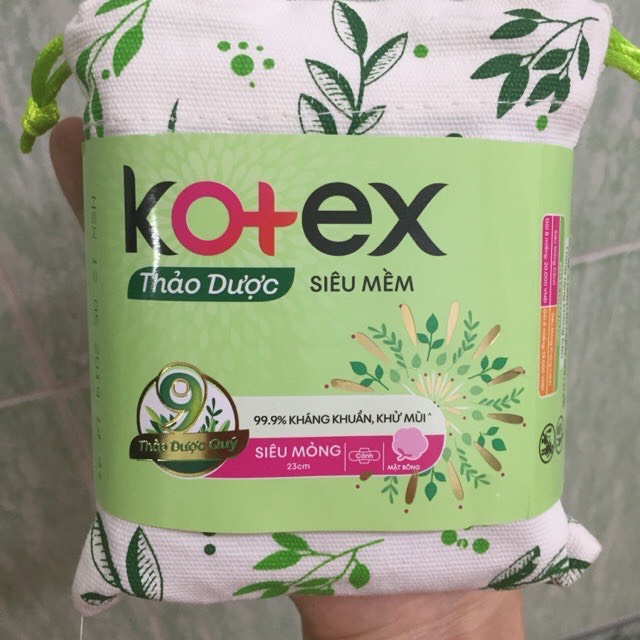 kotex
Thảo Dược
SIÊU MỀM
9
Thảo Dược Quý
99.9% KHÁNG KHUẨN, KHỬ MÙI^
SIÊU MỎNG
23cm
Cánh
MẶT BÔNG